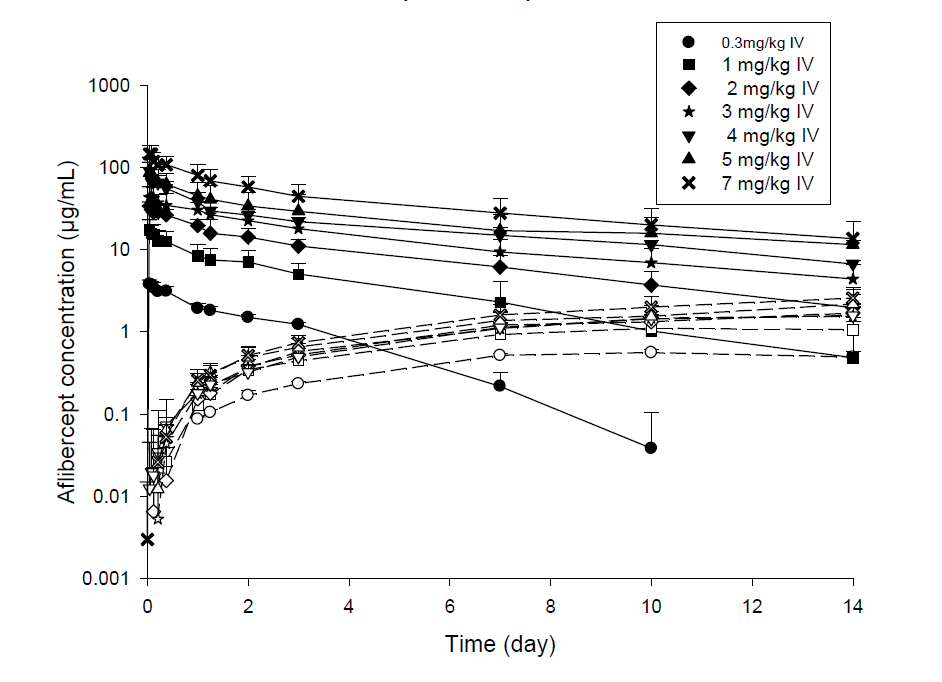 0.3mg/kg IV
1 mg/kg IV
2 mg/kg IV
3 mg/kg IV
4 mg/kg IV
5 mg/kg IV
7 mg/kg IV
Aflibercept concentration (µg/mL)
1000
100
10
1
0.1
0.01
0.001
0 2 4 6 8 10 12 14
Time (day)